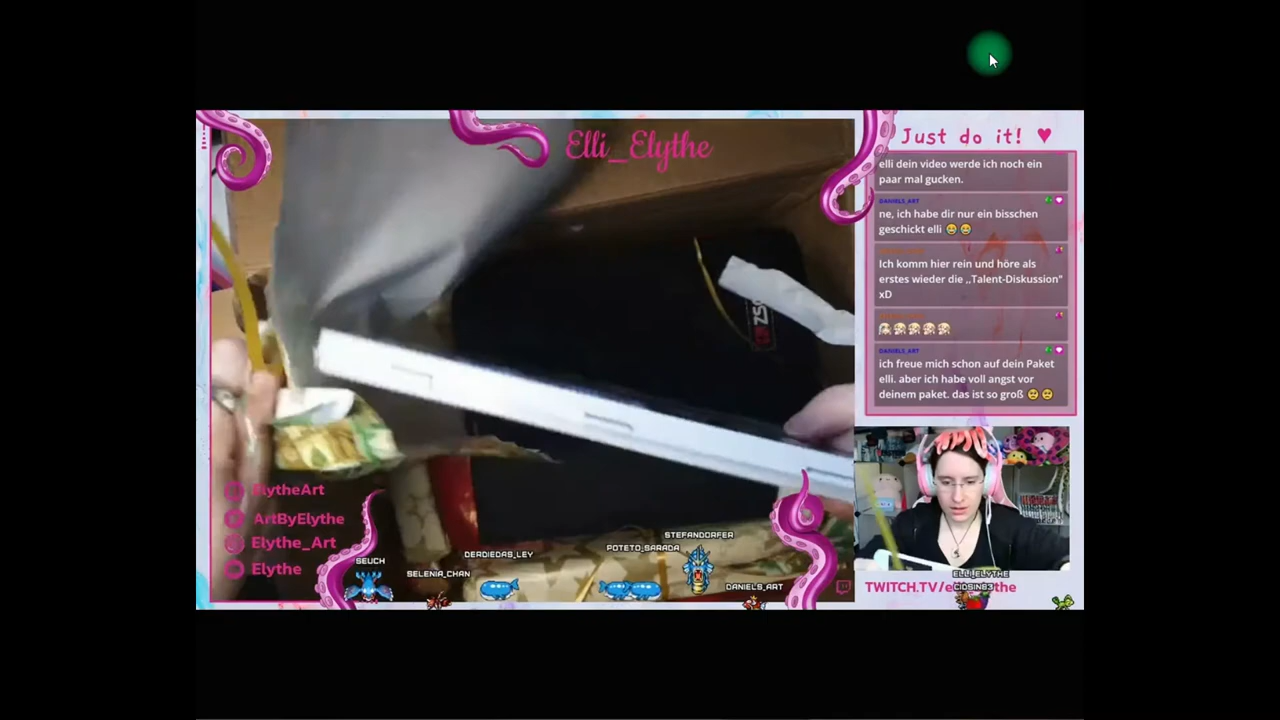 Elli_Elythe
Just do it! ♥
elli dein video werde ich noch ein
paar mal gucken.
DANIELS_ART
ne, ich habe dir nur ein bisschen
geschickt elli 😂 😂
Ich komm hier rein und höre als
erstes wieder die ,,Talent-Diskussion"
xD
DANIELS_ART
ich freue mich schon auf dein Paket
elli. aber ich habe voll angst vor
deinem paket. das ist so groß
ElytheArt
ArtByElythe
Elythe_Art
Elythe
SEUCH
SELENIA_CHAN
DERDIEDAS_LEY
POTETO_SARADA
STEFANDORFER
DANIELS_ART
ELLI_ELYTHE
TWITCH.TV/e
the